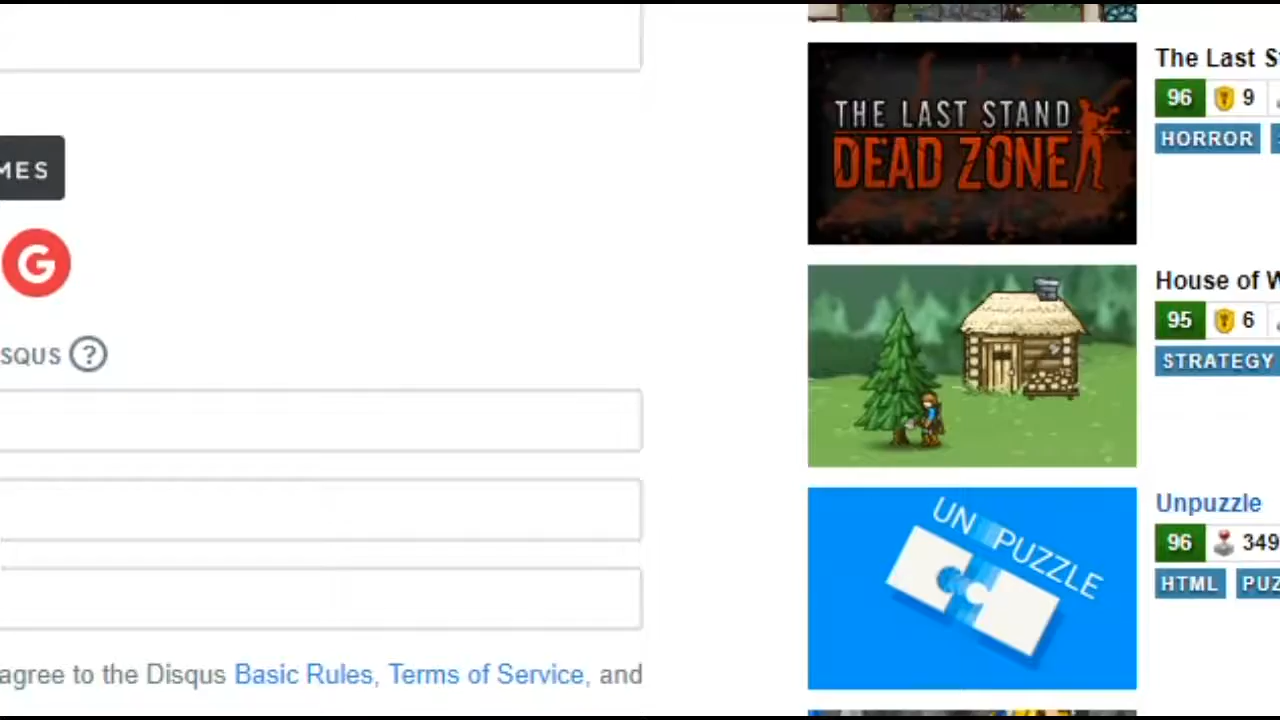 MES
G
SQUS ?
agree to the Disqus Basic Rules, Terms of Service, and
THE LAST STAND
DEAD ZONE
The Last S
96 9
HORROR
House of W
95 6
STRATEGY
UN PUZZLE
Unpuzzle
96 349
HTML PUZ